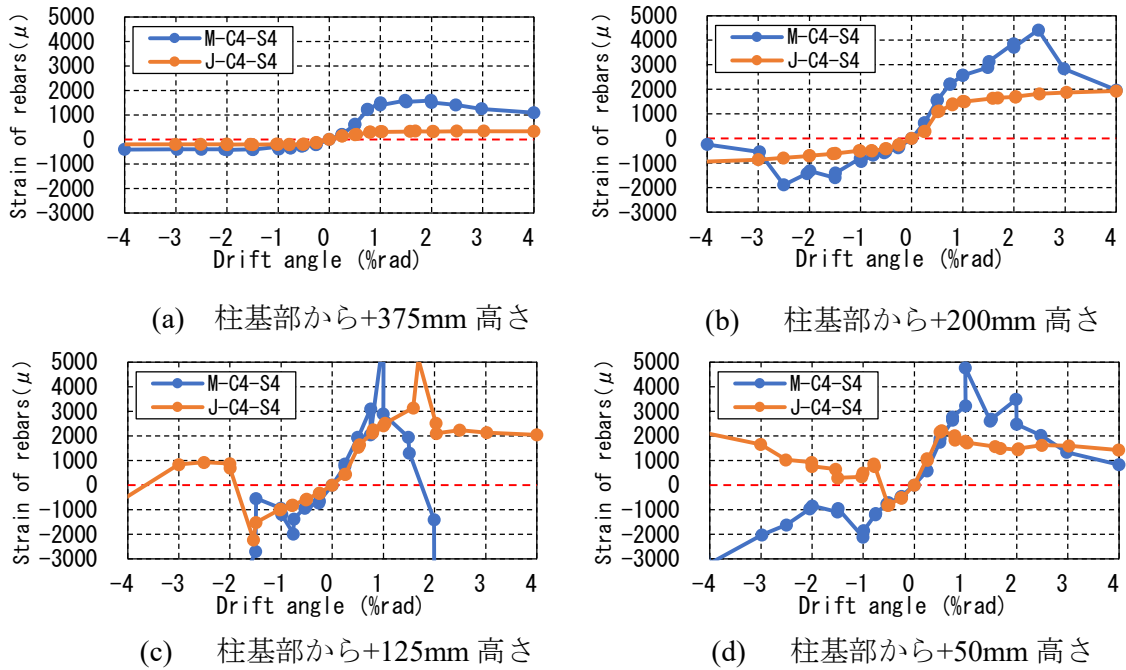 Strain of rebars(μ)
5000
4000
3000
2000
1000
0
-1000
-2000
-3000
M-C4-S4
J-C4-S4
-4 -3 -2 -1 0 1 2 3 4
Drift angle (%rad)
(a) 柱基部から+375mm 高さ
Strain of rebars(μ)
5000
4000
3000
2000
1000
0
-1000
-2000
-3000
M-C4-S4
J-C4-S4
-4 -3 -2 -1 0 1 2 3 4
Drift angle (%rad)
(b) 柱基部から+200mm 高さ
Strain of rebars(μ)
5000
4000
3000
2000
1000
0
-1000
-2000
-3000
M-C4-S4
J-C4-S4
-4 -3 -2 -1 0 1 2 3 4
Drift angle (%rad)
(c) 柱基部から+125mm 高さ
Strain of rebars(μ)
5000
4000
3000
2000
1000
0
-1000
-2000
-3000
M-C4-S4
J-C4-S4
-4 -3 -2 -1 0 1 2 3 4
Drift angle (%rad)
(d) 柱基部から+50mm 高さ